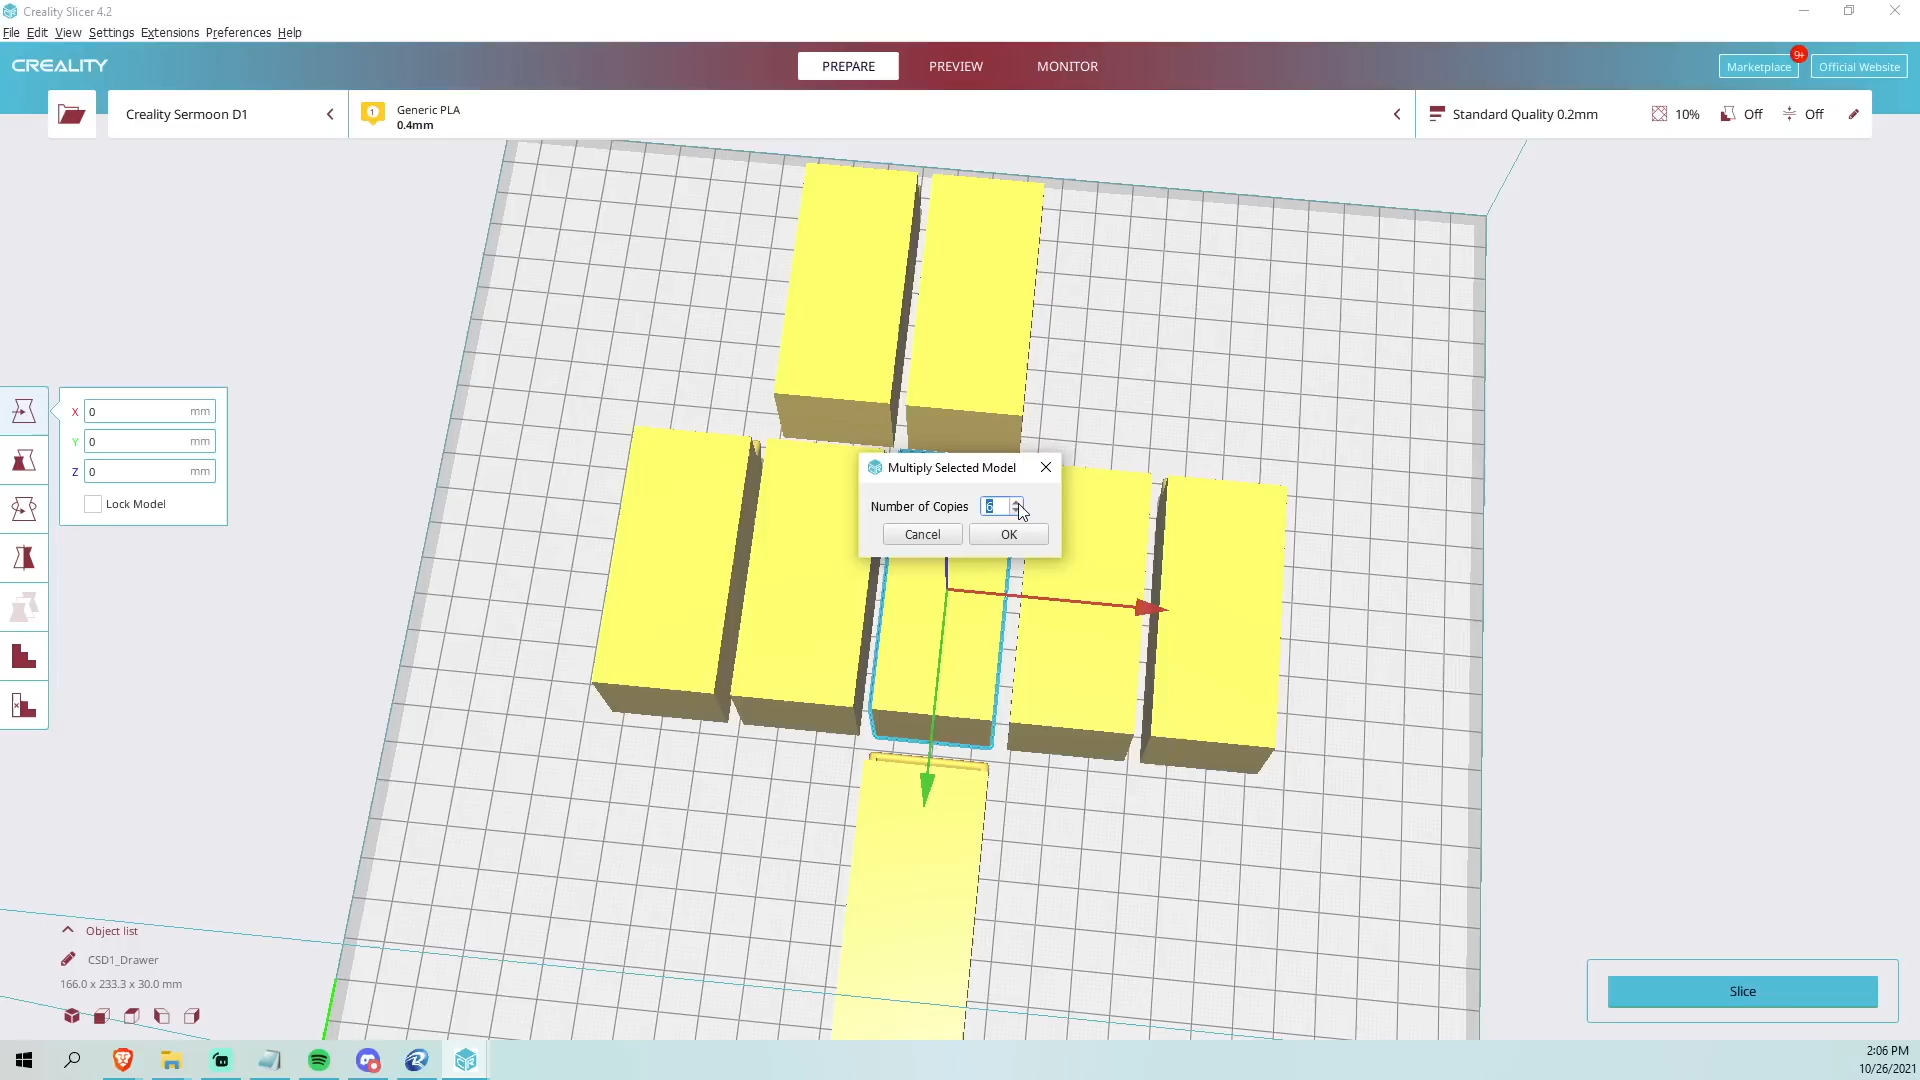 Creality Slicer 4.2
File Edit View Settings Extensions Preferences Help
CREALITY
PREPARE
PREVIEW
MONITOR
Marketplace
9+
Official Website
Creality Sermoon D1
1
Generic PLA
0.4mm
Standard Quality 0.2mm
10%
Off
Off
X 0 mm
Y 0 mm
Z 0 mm
Lock Model
Multiply Selected Model
Number of Copies 6
Cancel
OK
Object list
CSD1_Drawer
166.0 x 233.3 x 30.0 mm
Slice
2:06 PM
10/26/2021